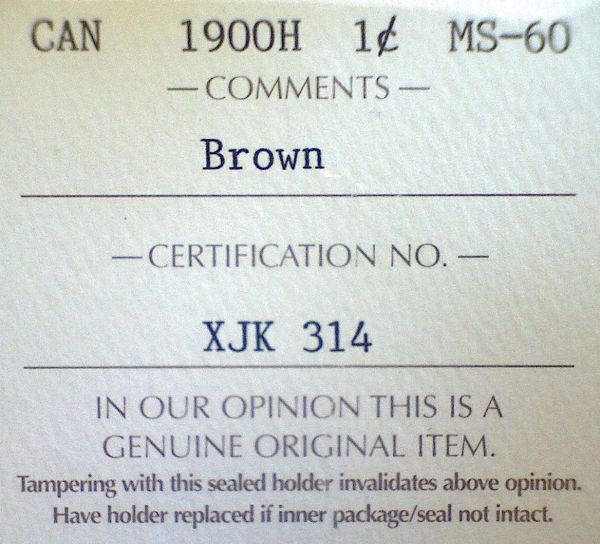 CAN 1900H 1¢ MS-60
— COMMENTS —
Brown
— CERTIFICATION NO. —
XJK 314
IN OUR OPINION THIS IS A
GENUINE ORIGINAL ITEM.
Tampering with this sealed holder invalidates above opinion.
Have holder replaced if inner package/seal not intact.